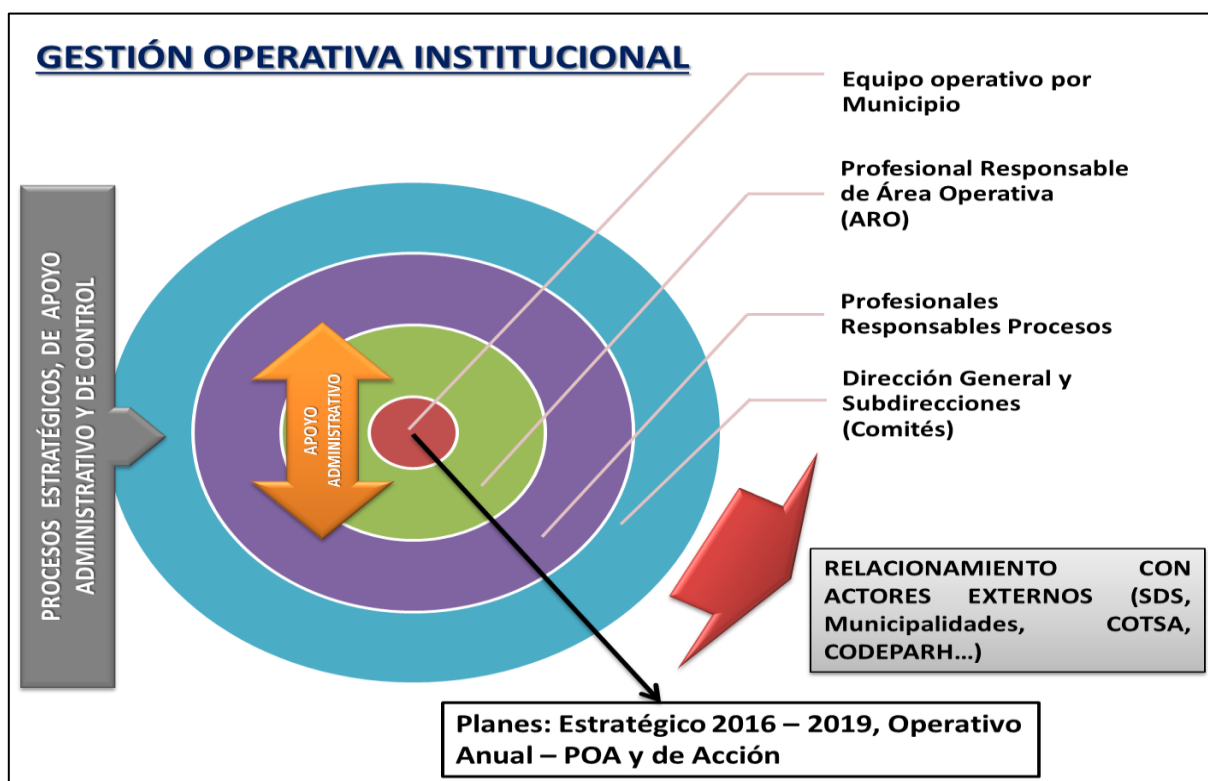 GESTIÓN OPERATIVA INSTITUCIONAL
Equipo operativo por
Municipio
Profesional Responsable
de Área Operativa
(ARO)
Profesionales
Responsables Procesos
Dirección General y
Subdirecciones
(Comités)
PROCESOS ESTRATÉGICOS, DE APOYO
ADMINISTRATIVO Y DE CONTROL
APOYO
ADMINISTRATIVO
RELACIONAMIENTO CON
ACTORES EXTERNOS (SDS,
Municipalidades, COTSA,
CODEPARH...)
Planes: Estratégico 2016 – 2019, Operativo
Anual – POA y de Acción